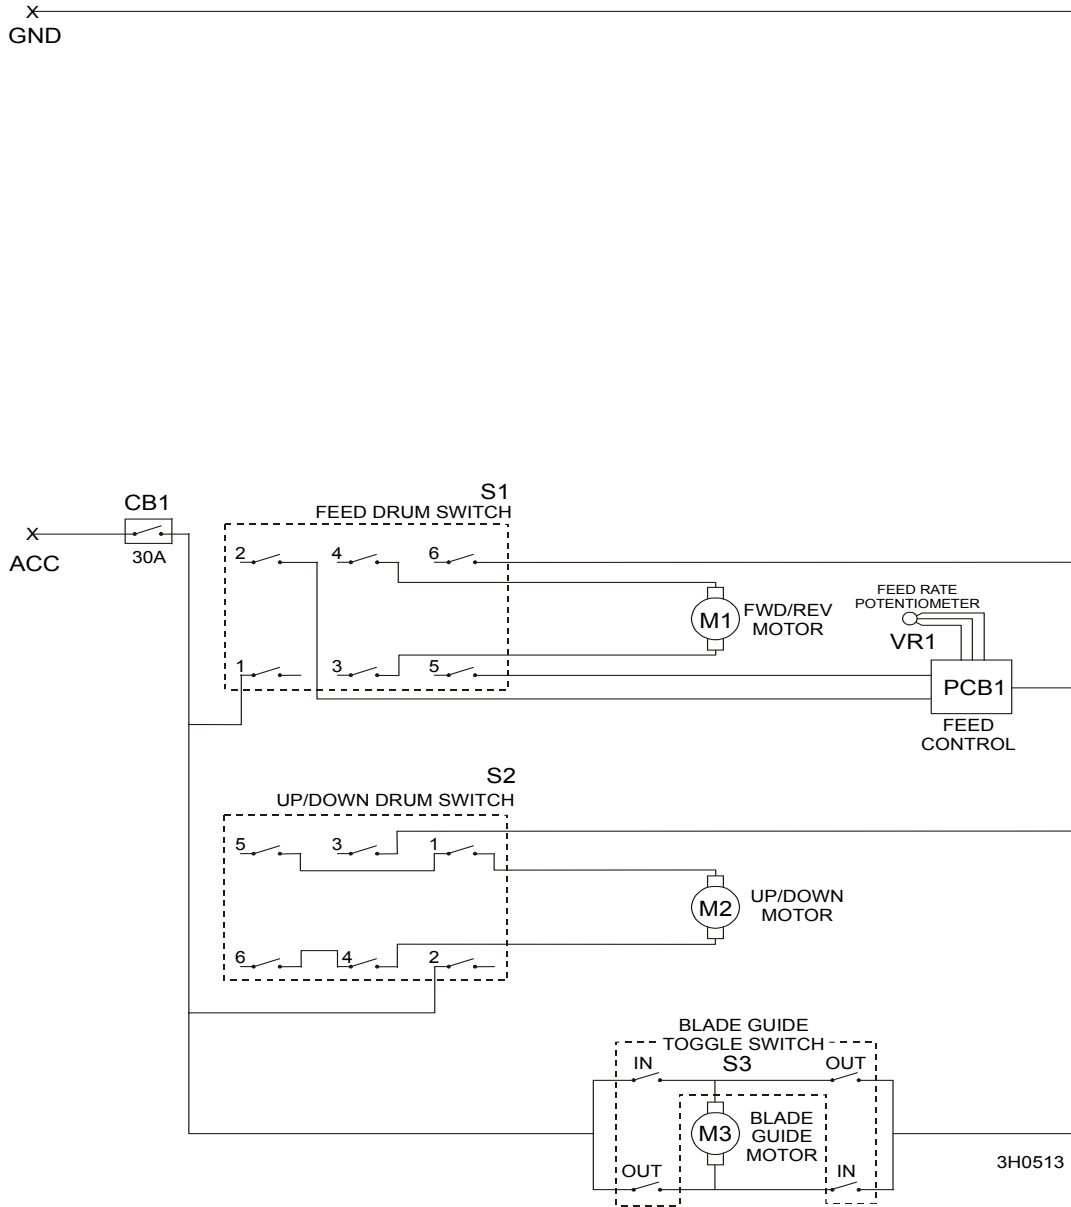 X
GND
CB1
X
ACC
30A
S1
FEED DRUM SWITCH
2 4 6
1 3 5
M1
FWD/REV
MOTOR
FEED RATE
POTENTIOMETER
VR1
PCB1
FEED
CONTROL
S2
UP/DOWN DRUM SWITCH
5 3 1
6 4 2
M2
UP/DOWN
MOTOR
BLADE GUIDE
TOGGLE SWITCH
S3
IN OUT
M3
BLADE
GUIDE
MOTOR
OUT IN
3H0513